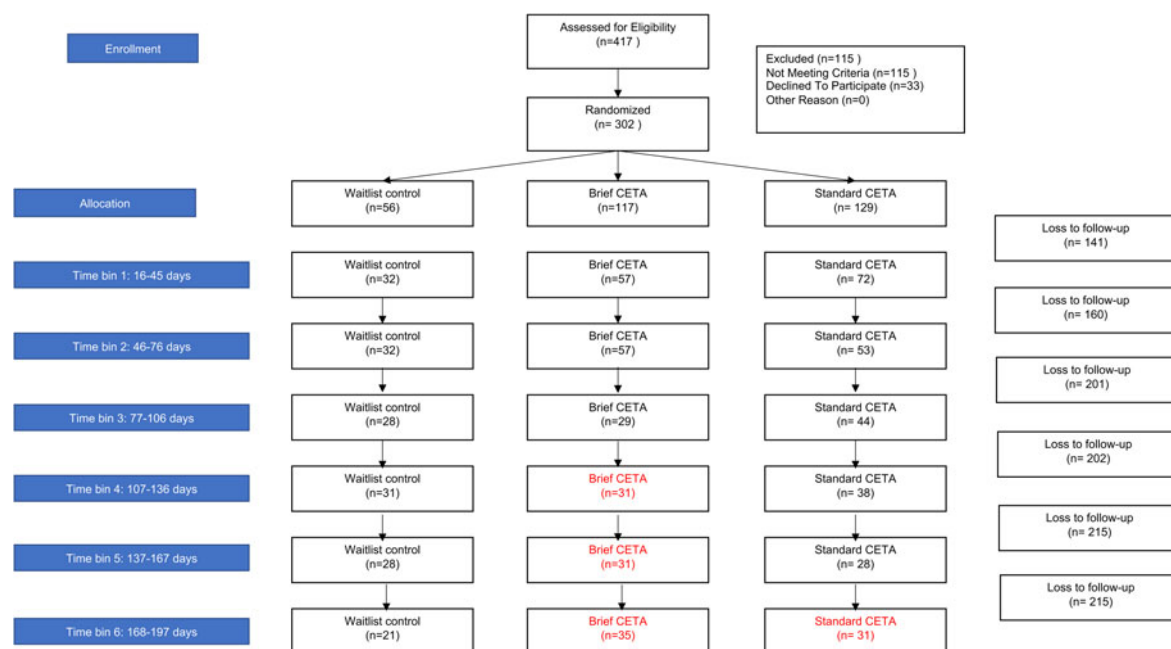 Enrollment
Assessed for Eligibility
(n=417 )
Excluded (n=115 )
Not Meeting Criteria (n=115 )
Declined To Participate (n=33)
Other Reason (n=0)
Randomized
(n= 302 )
Allocation
Waitlist control
(n=56)
Brief CETA
(n=117)
Standard CETA
(n= 129)
Loss to follow-up
(n= 141)
Time bin 1: 16-45 days
Waitlist control
(n=32)
Brief CETA
(n=57)
Standard CETA
(n= 72)
Loss to follow-up
(n= 160)
Time bin 2: 46-76 days
Waitlist control
(n=32)
Brief CETA
(n=57)
Standard CETA
(n= 53)
Loss to follow-up
(n= 201)
Time bin 3: 77-106 days
Waitlist control
(n=28)
Brief CETA
(n=29)
Standard CETA
(n= 44)
Loss to follow-up
(n= 202)
Time bin 4: 107-136 days
Waitlist control
(n=31)
Brief CETA
(n=31)
Standard CETA
(n= 38)
Loss to follow-up
(n= 215)
Time bin 5: 137-167 days
Waitlist control
(n=28)
Brief CETA
(n=31)
Standard CETA
(n= 28)
Loss to follow-up
(n= 215)
Time bin 6: 168-197 days
Waitlist control
(n=21)
Brief CETA
(n=35)
Standard CETA
(n= 31)